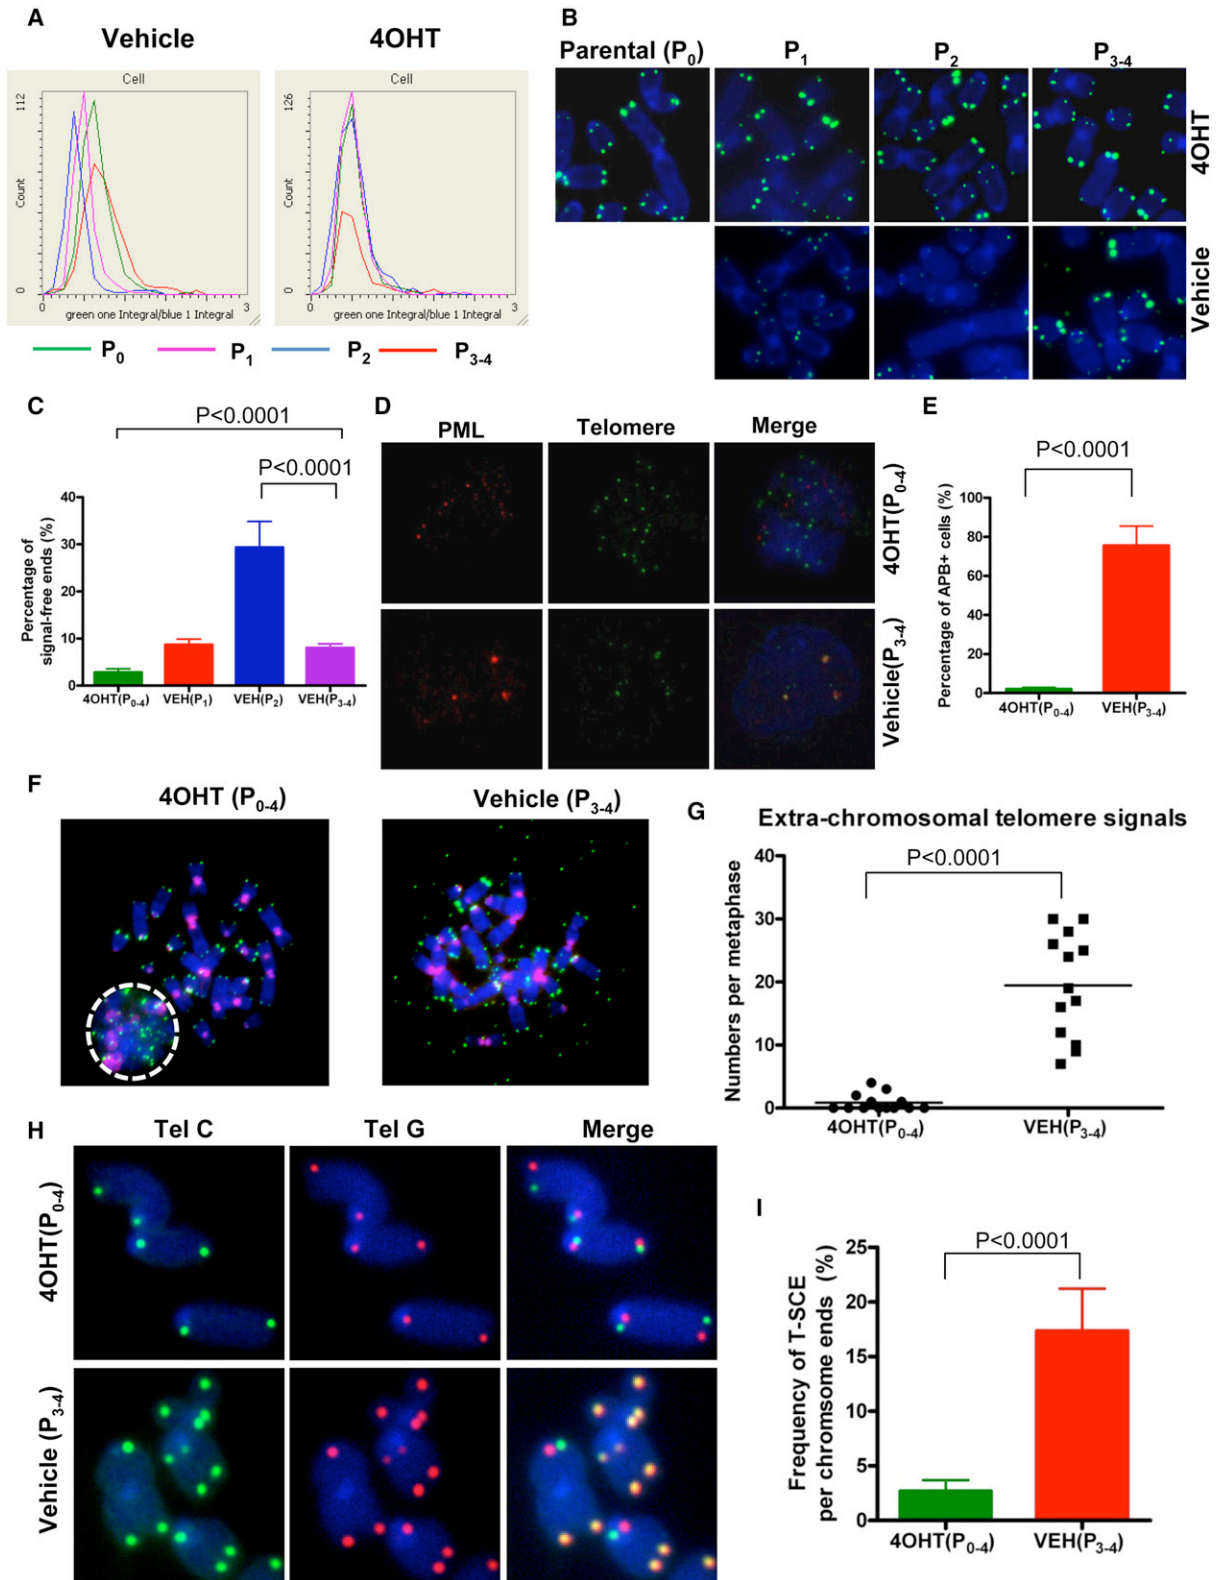 A
Vehicle
4OHT
Cell
112
Count
0
0
3
green one Integral/blue 1 Integral
Cell
126
Count
0
0
3
green one Integral/blue 1 Integral
P0
P1
P2
P3-4
B
Parental (P0)
P1
P2
P3-4
4OHT
Vehicle
C
P<0.0001
P<0.0001
Percentage of
signal-free ends (%)
40
30
20
10
0
4OHT(P0-4)
VEH(P1)
VEH(P2)
VEH(P3-4)
D
PML
Telomere
Merge
4OHT(P0-4)
Vehicle(P3-4)
E
P<0.0001
Percentage of APB+ cells (%)
100
80
60
40
20
0
4OHT(P0-4)
VEH(P3-4)
F
4OHT (P0-4)
Vehicle (P3-4)
G
Extra-chromosomal telomere signals
P<0.0001
Numbers per metaphase
40
30
20
10
0
4OHT(P0-4)
VEH(P3-4)
H
Tel C
Tel G
Merge
4OHT(P0-4)
Vehicle (P3-4)
I
P<0.0001
Frequency of T-SCE
per chromsome ends (%)
25
20
15
10
5
0
4OHT(P0-4)
VEH(P3-4)